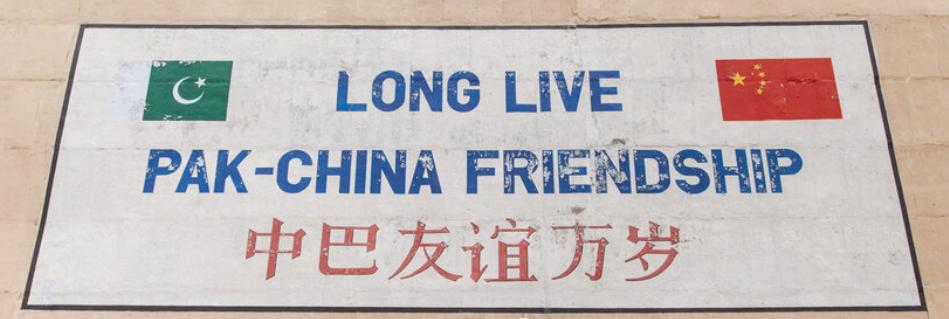 LONG LIVE
PAK-CHINA FRIENDSHIP
中巴友谊万岁